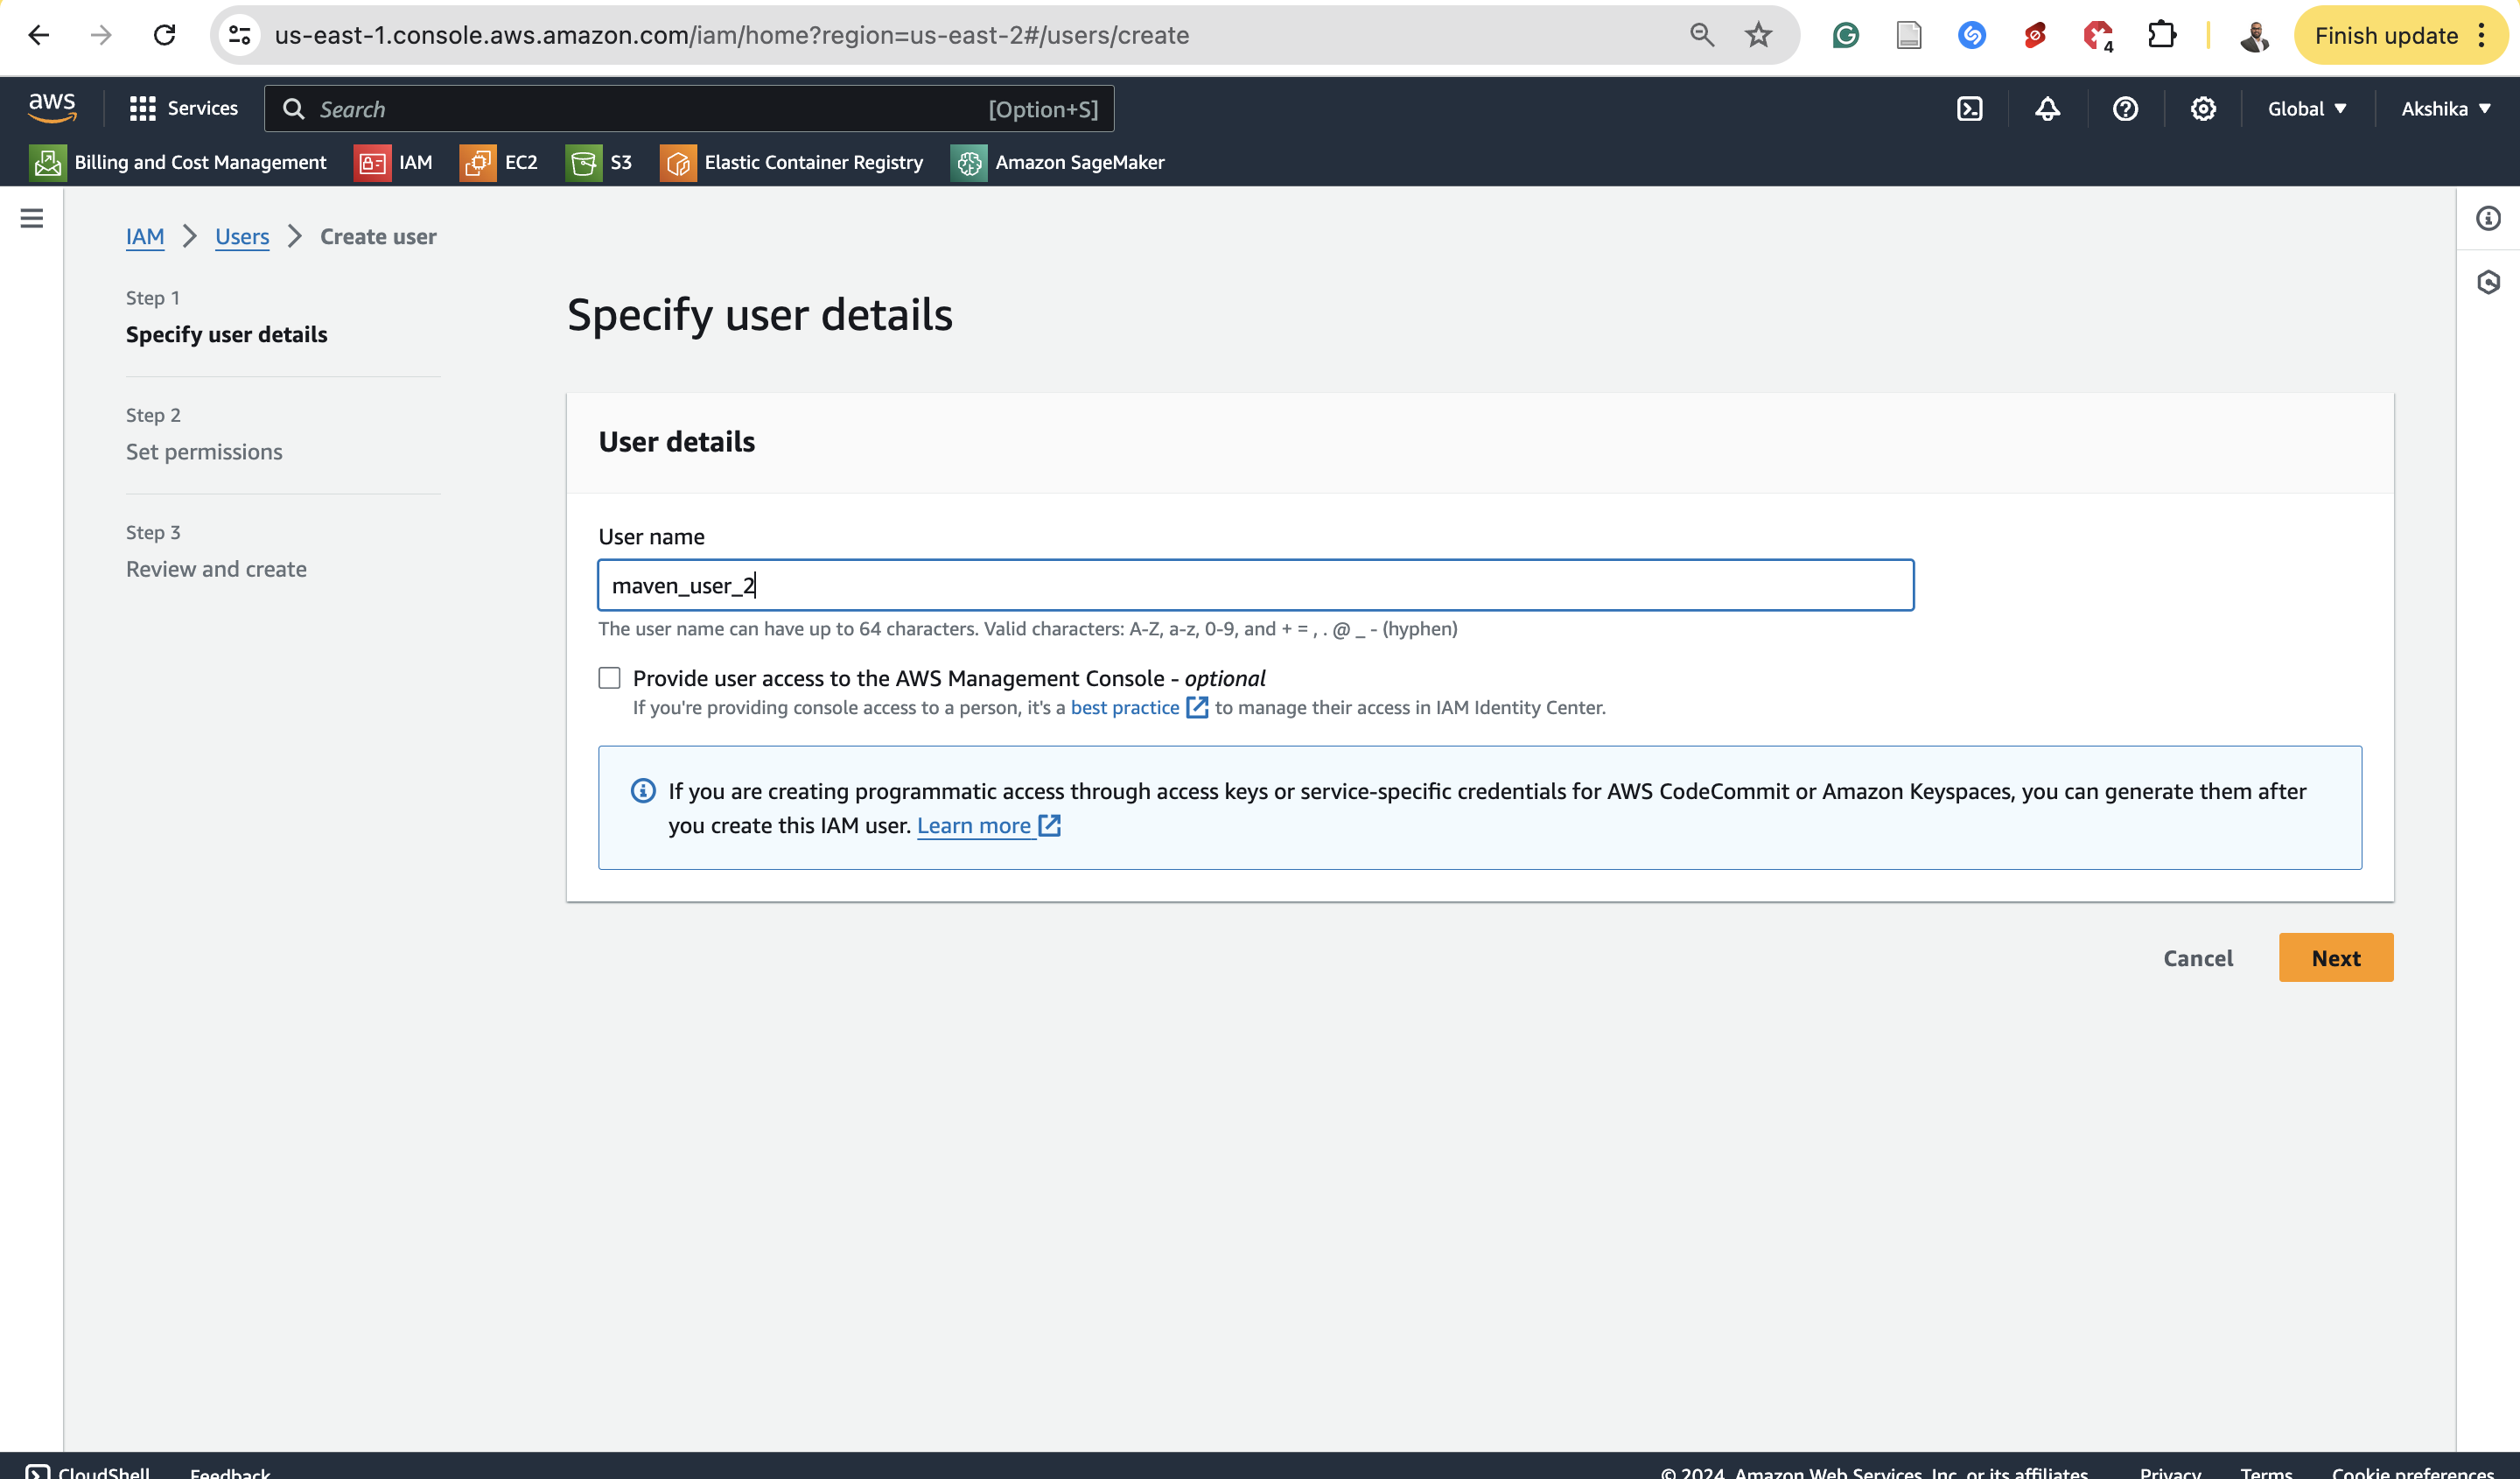 us-east-1.console.aws.amazon.com/iam/home?region=us-east-2#/users/create
4
Finish update
aws
Services
Search
[Option+S]
Global
Akshika
Billing and Cost Management
IAM
EC2
S3
Elastic Container Registry
Amazon SageMaker
IAM
Users
Create user
Step 1
Specify user details
Step 2
Set permissions
Step 3
Review and create
Specify user details
User details
User name
maven_user_2
The user name can have up to 64 characters. Valid characters: A-Z, a-z, 0-9, and + = , . @ _ - (hyphen)
Provide user access to the AWS Management Console - optional
If you're providing console access to a person, it's a best practice to manage their access in IAM Identity Center.
If you are creating programmatic access through access keys or service-specific credentials for AWS CodeCommit or Amazon Keyspaces, you can generate them after
you create this IAM user. Learn more
Cancel
Next
CloudShell
Feedback
© 2024, Amazon Web Services, Inc. or its affiliates.
Privacy
Terms
Cookie preferences